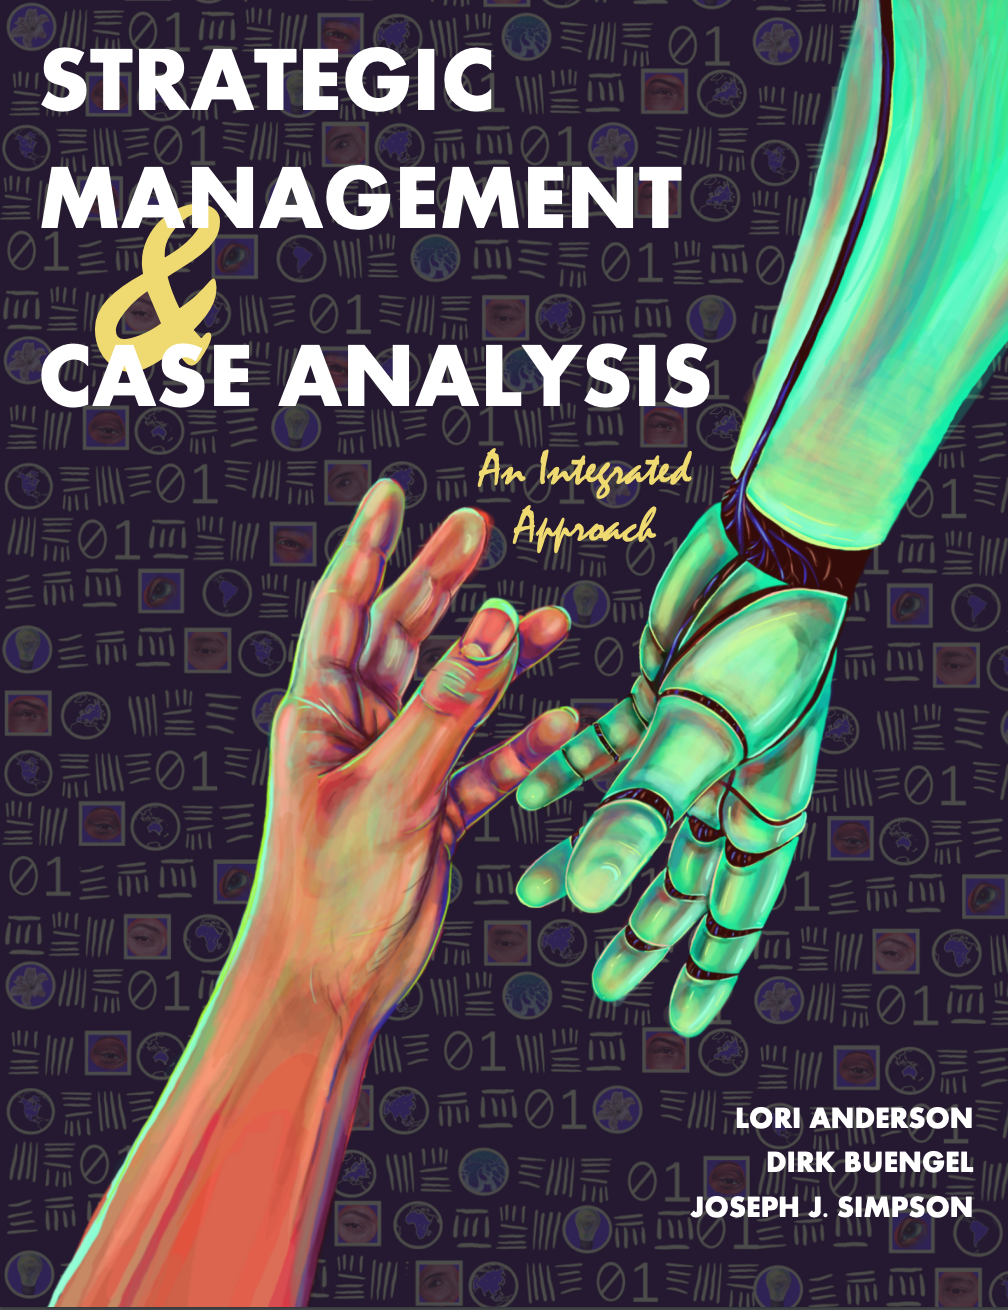 STRATEGIC
MANAGEMENT
&
CASE ANALYSIS
An Integrated
Approach
LORI ANDERSON
DIRK BUENGEL
JOSEPH J. SIMPSON